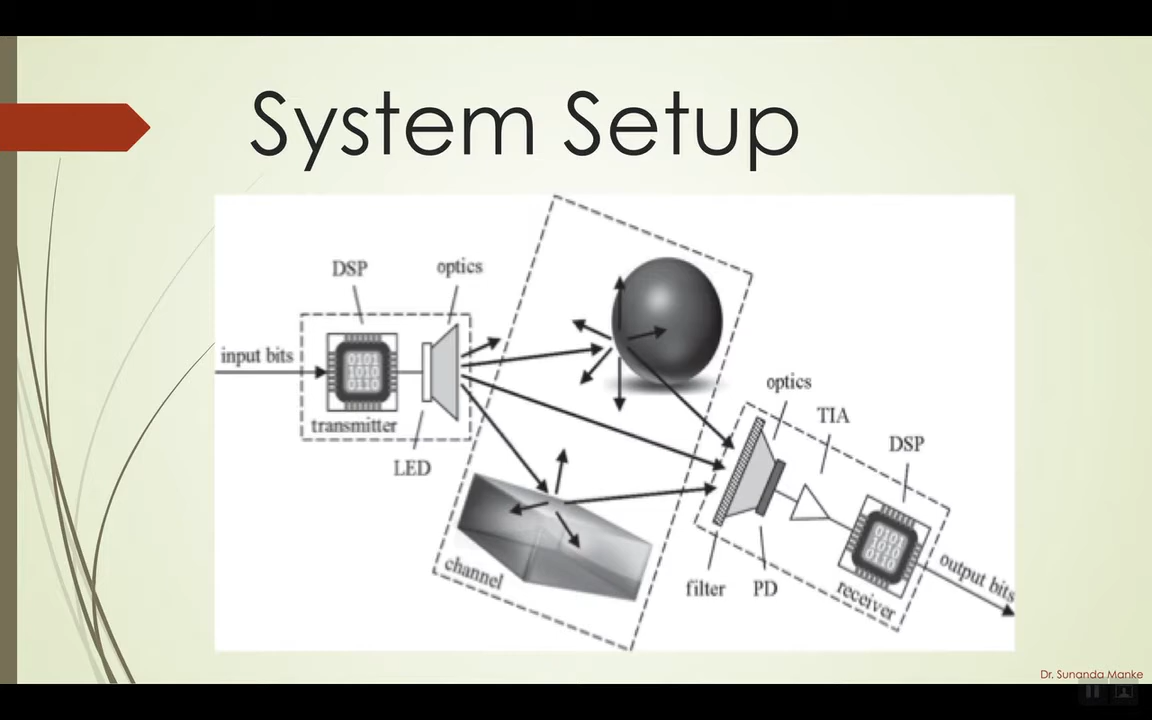 System Setup
DSP
optics
input bits
0101
1010
0110
transmitter
LED
channel
optics
TIA
DSP
filter
PD
0101
1010
0110
receiver
output bits
Dr. Sunanda Manke